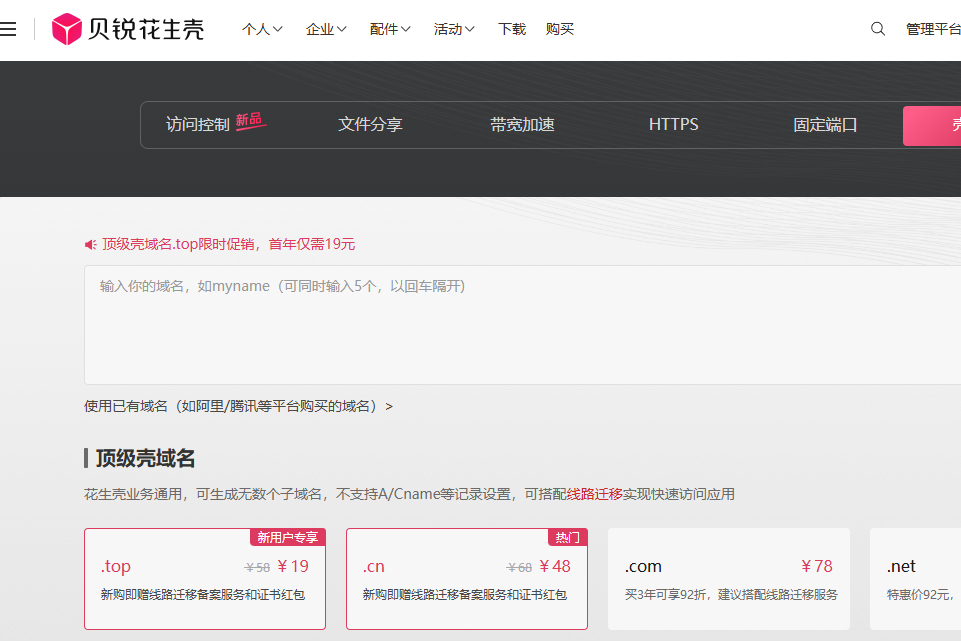 贝锐花生壳 个人 企业 配件 活动 下载 购买 管理平台
访问控制 新品 文件分享 带宽加速 HTTPS 固定端口 壳
顶级壳域名.top限时促销，首年仅需19元
输入你的域名，如myname（可同时输入5个，以回车隔开)
使用已有域名（如阿里/腾讯等平台购买的域名）>
顶级壳域名
花生壳业务通用，可生成无数个子域名，不支持A/Cname等记录设置，可搭配线路迁移实现快速访问应用
新用户专享 热门
.top ￥58 ￥19 .cn ￥68 ￥48 .com ￥78 .net
新购即赠线路迁移备案服务和证书红包 新购即赠线路迁移备案服务和证书红包 买3年可享92折，建议搭配线路迁移服务 特惠价92元，